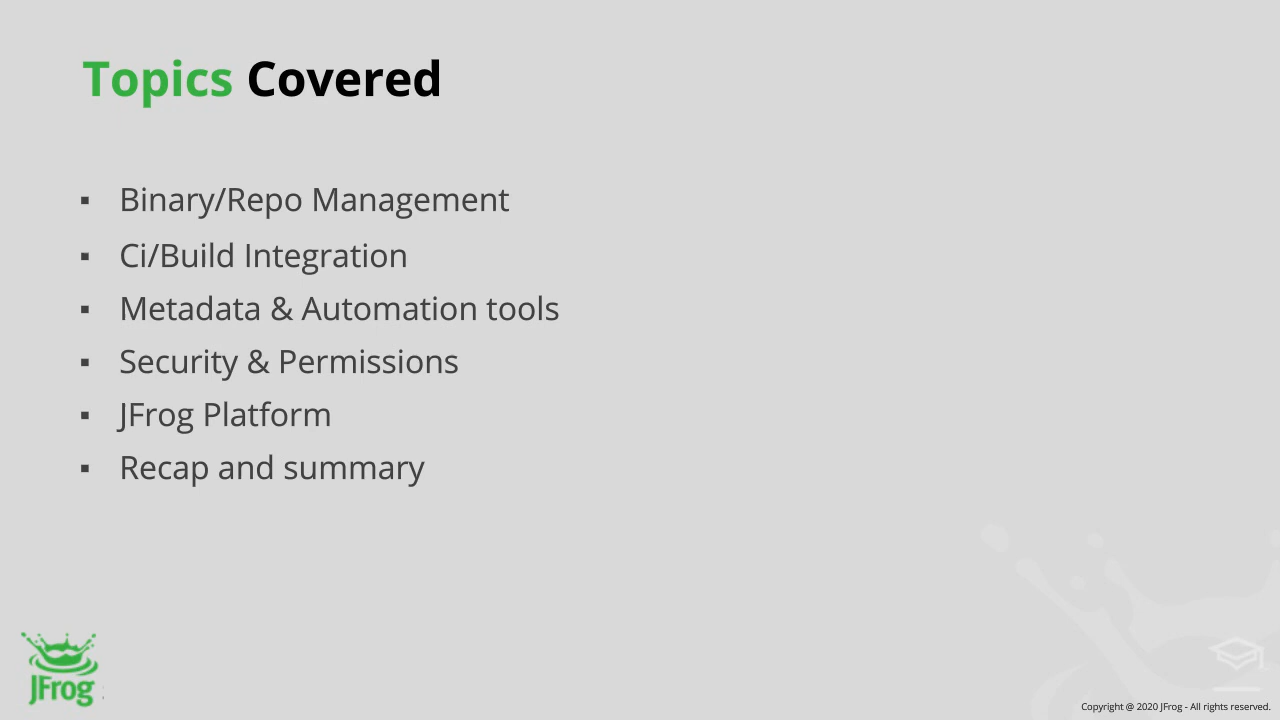 Topics Covered
▪ Binary/Repo Management
▪ Ci/Build Integration
▪ Metadata & Automation tools
▪ Security & Permissions
▪ JFrog Platform
▪ Recap and summary
JFrog
Copyright @ 2020 JFrog - All rights reserved.